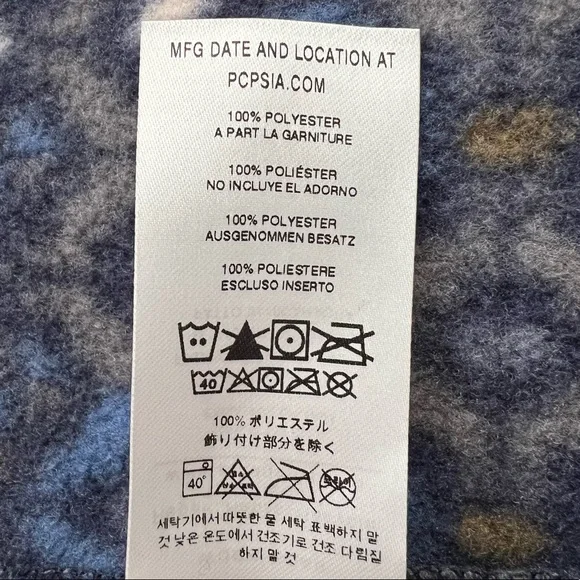 MFG DATE AND LOCATION AT
PCPSIA.COM
100% POLYESTER
A PART LA GARNITURE
100% POLIÉSTER
NO INCLUYE EL ADORNO
100% POLYESTER
AUSGENOMMEN BESATZ
100% POLIESTERE
ESCLUSO INSERTO
40
100% ポリエステル
飾り付け部分を除く
40°
세탁기에서 따뜻한 물 세탁 표백하지 말
것 낮은 온도에서 건조기로 건조 다림질
하지 말 것